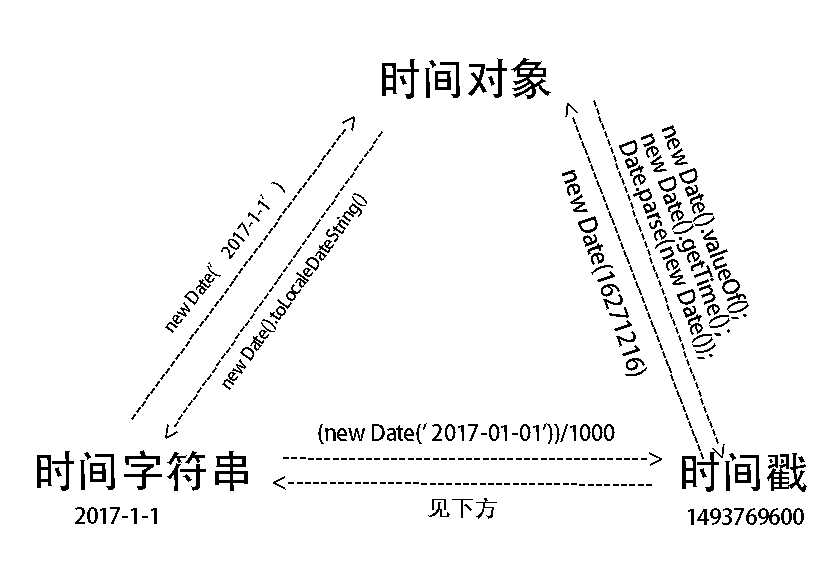 时间对象
new Date('2017-1-1')
new Date().toLocaleDateString()
new Date(16271216)
new Date().valueOf();
new Date().getTime();
Date.parse(new Date());
(new Date('2017-01-01'))/1000
时间字符串
2017-1-1
见下方
时间戳
1493769600